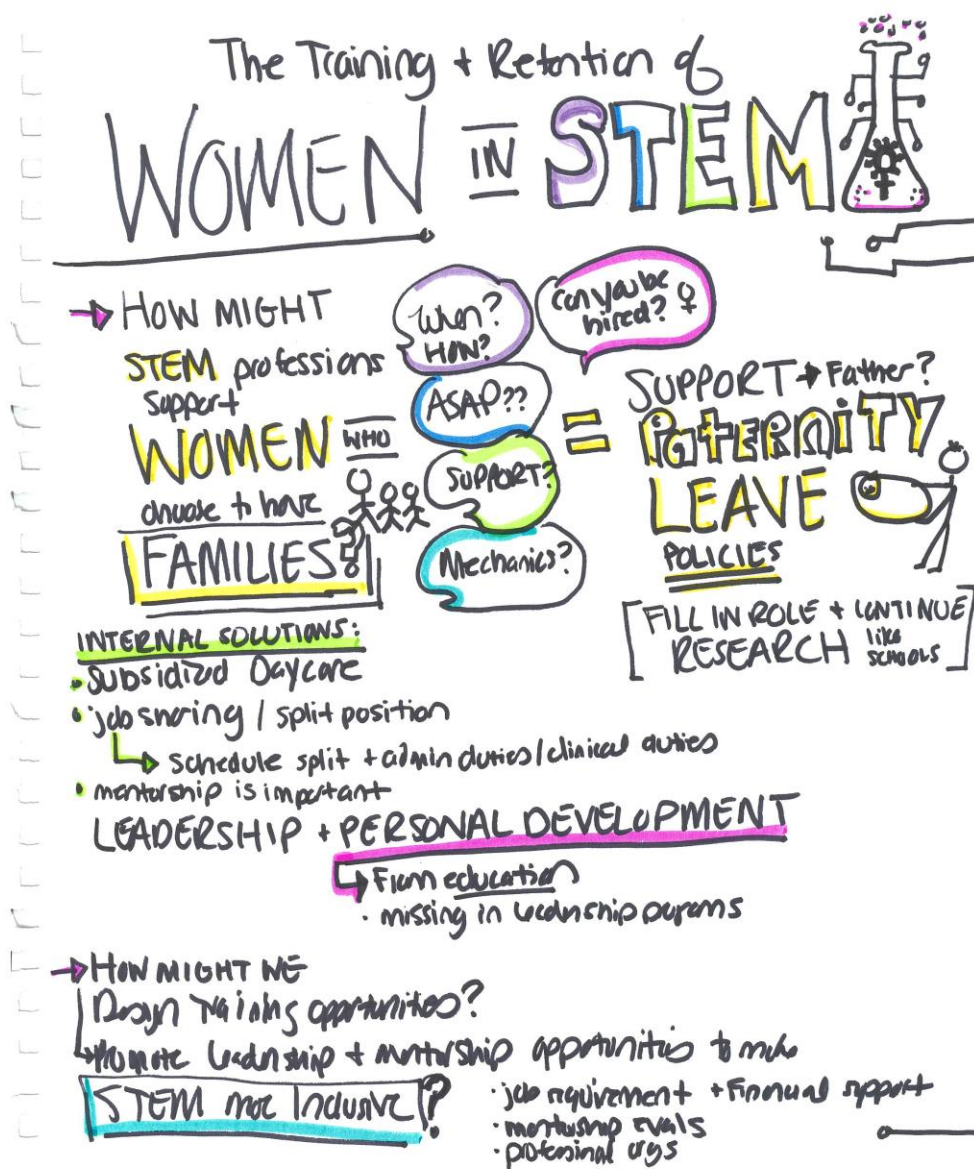 The Training + Retention of
WOMEN IN STEM
HOW MIGHT
STEM professions
support
WOMEN WHO
choose to have
FAMILIES?
When?
HOW?
can you be
hired? ♀
ASAP??
SUPPORT?
Mechanics?
=
SUPPORT → Father?
PATERNITY
LEAVE
POLICIES
[FILL IN ROLE + CONTINUE
RESEARCH like
SCHOOLS]
INTERNAL SOLUTIONS:
• Subsidized Daycare
• job sharing / split position
schedule split + admin duties/clinical duties
• mentorship is important
LEADERSHIP + PERSONAL DEVELOPMENT
From education
• missing in leadership programs
HOW MIGHT WE
Design Training opportunities?
Promote leadership + mentorship opportunities to make
STEM more Inclusive?
• job requirement + Financial support
• mentorship evals
• professional orgs